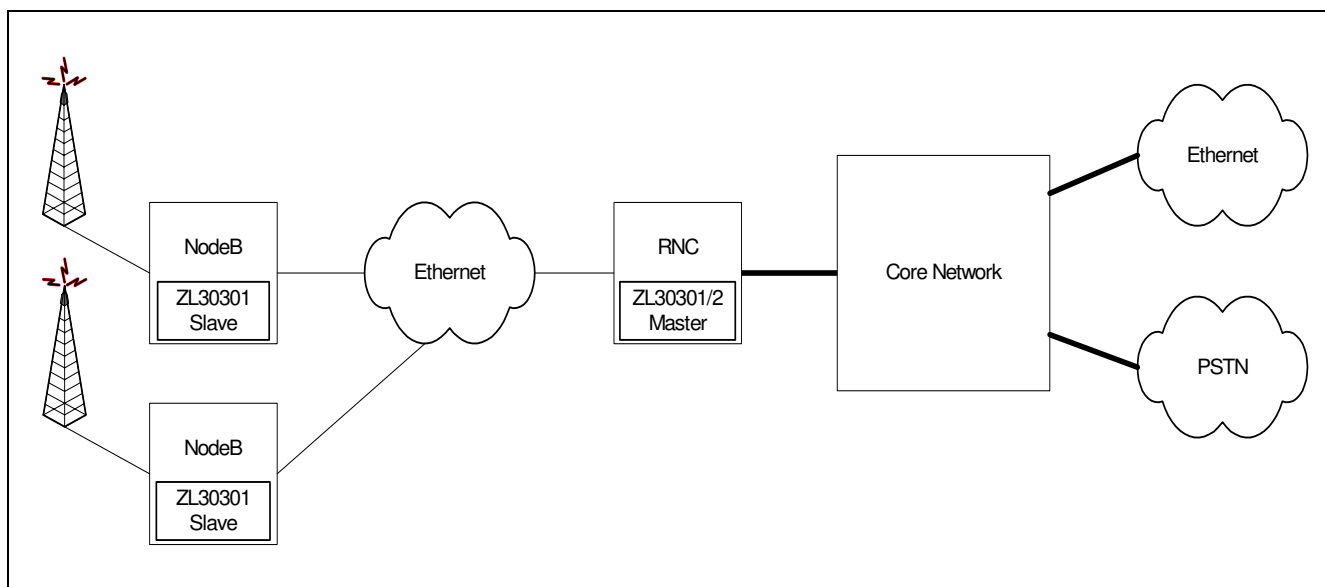 NodeB
ZL30301
Slave
Ethernet
RNC
ZL30301/2
Master
Core Network
Ethernet
PSTN
NodeB
ZL30301
Slave